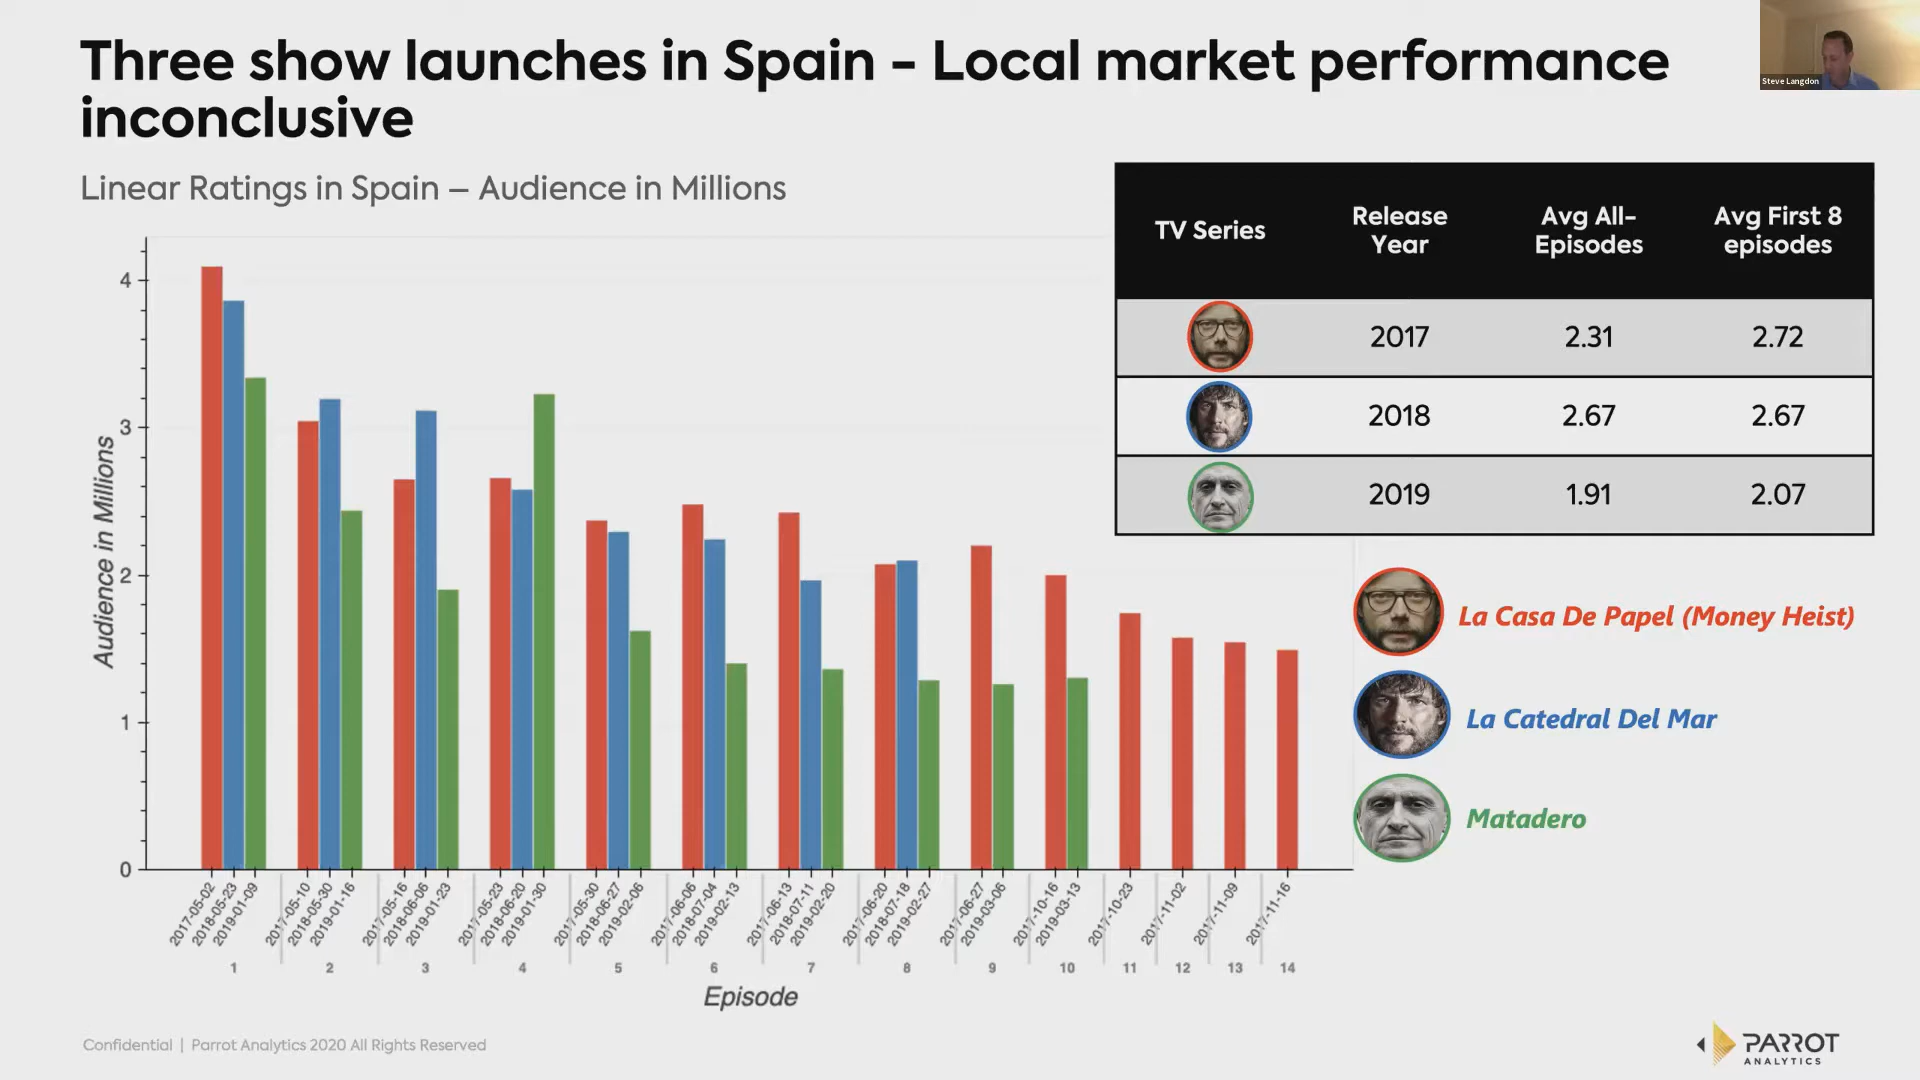 Three show launches in Spain - Local market performance
inconclusive
Steve Langdon
Linear Ratings in Spain – Audience in Millions
TV Series Release Year Avg All-Episodes Avg First 8 episodes
2017 2.31 2.72
2018 2.67 2.67
2019 1.91 2.07
La Casa De Papel (Money Heist)
La Catedral Del Mar
Matadero
Audience in Millions
4
3
2
1
0
2017-05-02 2018-05-23 2019-01-09
2017-05-10 2018-05-30 2019-01-16
2017-05-16 2018-06-06 2019-01-23
2017-05-23 2018-06-20 2019-01-30
2017-05-30 2018-06-27 2019-02-06
2017-06-06 2018-07-04 2019-02-13
2017-06-13 2018-07-11 2019-02-20
2017-06-20 2018-07-18 2019-02-27
2017-06-27 2019-03-06
2017-10-16 2019-03-13
2017-10-23
2017-11-02
2017-11-09
2017-11-16
1 2 3 4 5 6 7 8 9 10 11 12 13 14
Episode
Confidential | Parrot Analytics 2020 All Rights Reserved
PARROT
ANALYTICS